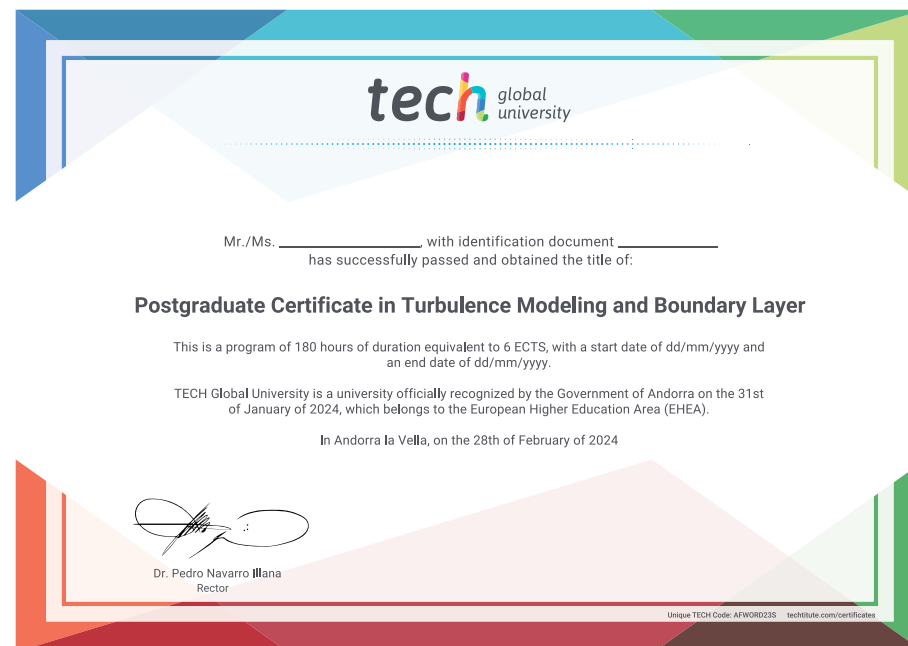 tech global university
Mr./Ms. ____________, with identification document ____________
has successfully passed and obtained the title of:
Postgraduate Certificate in Turbulence Modeling and Boundary Layer
This is a program of 180 hours of duration equivalent to 6 ECTS, with a start date of dd/mm/yyyy and
an end date of dd/mm/yyyy.
TECH Global University is a university officially recognized by the Government of Andorra on the 31st
of January of 2024, which belongs to the European Higher Education Area (EHEA).
In Andorra la Vella, on the 28th of February of 2024
Dr. Pedro Navarro Illana
Rector
Unique TECH Code: AFWORD23S techtitute.com/certificates